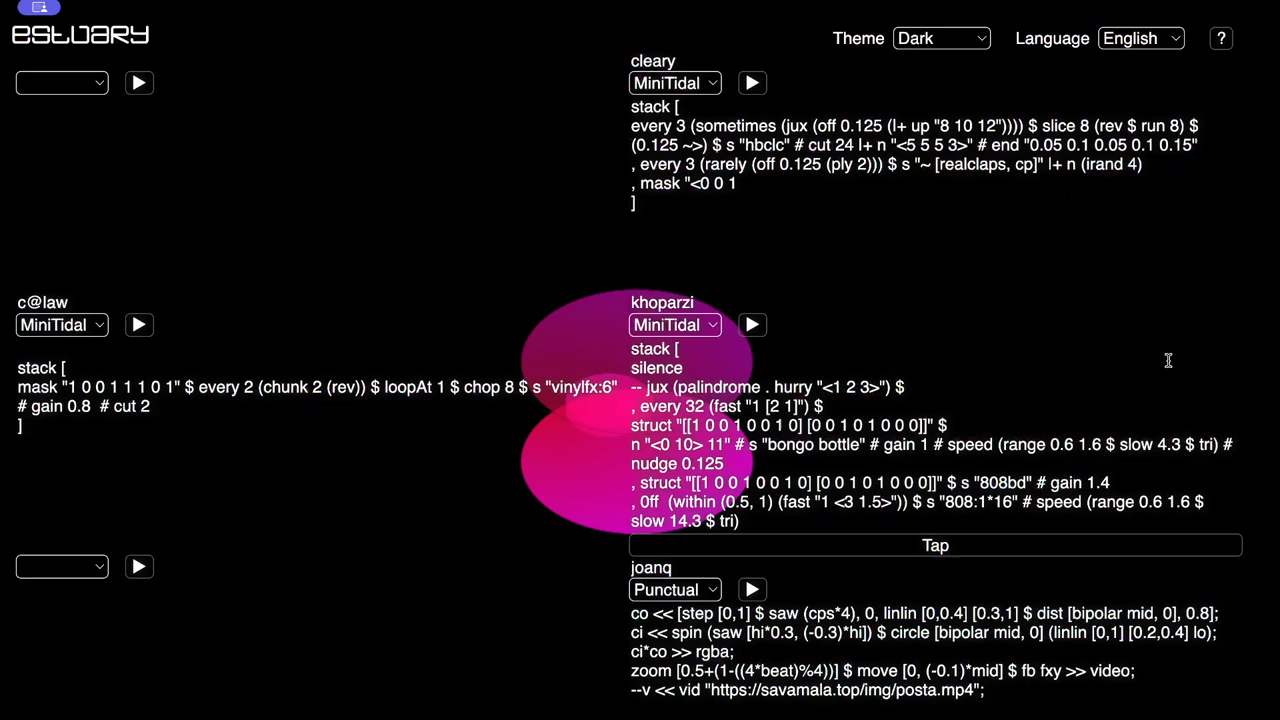 estuary
Theme Dark Language English ?
cleary
MiniTidal
stack [
every 3 (sometimes (jux (off 0.125 (|+ up "8 10 12")))) $ slice 8 (rev $ run 8) $
(0.125 ~>) $ s "hbclc" # cut 24 |+ n "<5 5 5 3>" # end "0.05 0.1 0.05 0.1 0.15"
, every 3 (rarely (off 0.125 (ply 2))) $ s "~ [realclaps, cp]" |+ n (irand 4)
, mask "<0 0 1
]
c@law
MiniTidal
stack [
mask "1 0 0 1 1 1 0 1" $ every 2 (chunk 2 (rev)) $ loopAt 1 $ chop 8 $ s "vinylfx:6"
# gain 0.8  # cut 2
]
khoparzi
MiniTidal
stack [
silence
-- jux (palindrome . hurry "<1 2 3>") $
, every 32 (fast "1 [2 1]") $
struct "[[1 0 0 1 0 0 1 0] [0 0 1 0 1 0 0 0]]" $
n "<0 10> 11" # s "bongo bottle" # gain 1 # speed (range 0.6 1.6 $ slow 4.3 $ tri) #
nudge 0.125
, struct "[[1 0 0 1 0 0 1 0] [0 0 1 0 1 0 0 0]]" $ s "808bd" # gain 1.4
, 0ff  (within (0.5, 1) (fast "1 <3 1.5>")) $ s "808:1*16" # speed (range 0.6 1.6 $
slow 14.3 $ tri)
Tap
joanq
Punctual
co << [step [0,1] $ saw (cps*4), 0, linlin [0,0.4] [0.3,1] $ dist [bipolar mid, 0], 0.8];
ci << spin (saw [hi*0.3, (-0.3)*hi]) $ circle [bipolar mid, 0] (linlin [0,1] [0.2,0.4] lo);
ci*co >> rgba;
zoom [0.5+(1-((4*beat)%4))] $ move [0, (-0.1)*mid] $ fb fxy >> video;
--v << vid "https://savamala.top/img/posta.mp4";